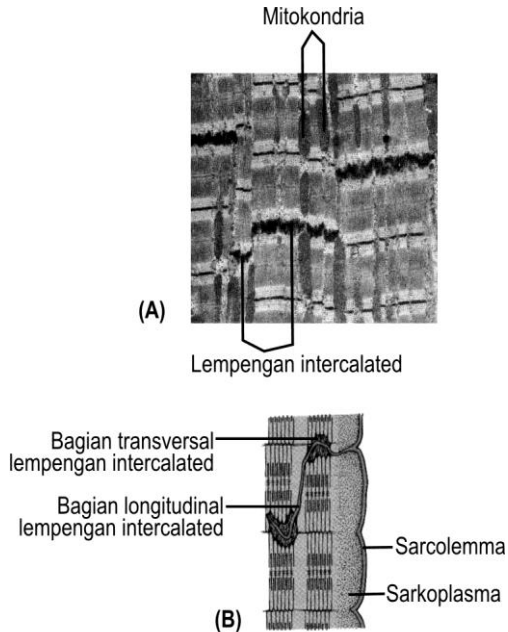 Mitokondria
(A)
Lempengan intercalated
Bagian transversal
lempengan intercalated
Bagian longitudinal
lempengan intercalated
Sarcolemma
Sarkoplasma
(B)